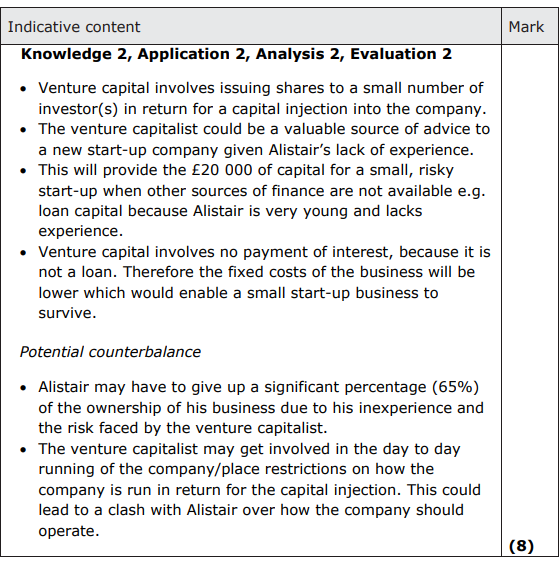 Indicative content Mark
Knowledge 2, Application 2, Analysis 2, Evaluation 2
• Venture capital involves issuing shares to a small number of
investor(s) in return for a capital injection into the company.
• The venture capitalist could be a valuable source of advice to
a new start-up company given Alistair’s lack of experience.
• This will provide the £20 000 of capital for a small, risky
start-up when other sources of finance are not available e.g.
loan capital because Alistair is very young and lacks
experience.
• Venture capital involves no payment of interest, because it is
not a loan. Therefore the fixed costs of the business will be
lower which would enable a small start-up business to
survive.
Potential counterbalance
• Alistair may have to give up a significant percentage (65%)
of the ownership of his business due to his inexperience and
the risk faced by the venture capitalist.
• The venture capitalist may get involved in the day to day
running of the company/place restrictions on how the
company is run in return for the capital injection. This could
lead to a clash with Alistair over how the company should
operate.
(8)